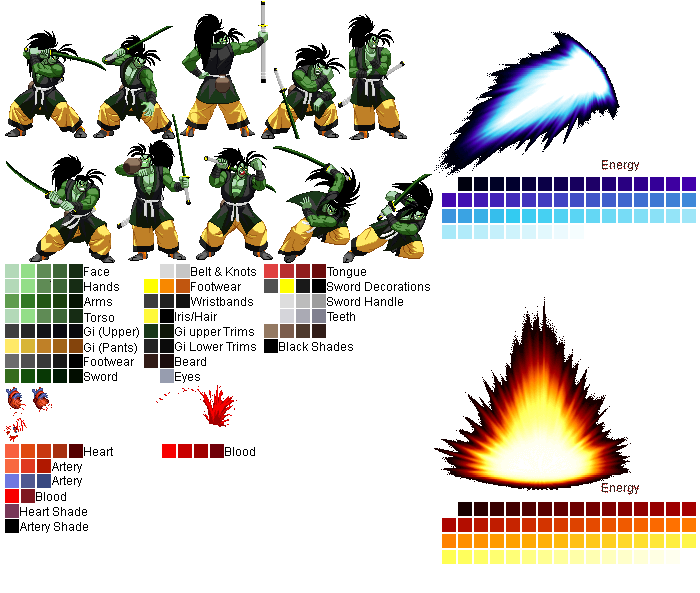 Energy
Face
Hands
Arms
Torso
Gi (Upper)
Gi (Pants)
Footwear
Sword
Belt & Knots
Footwear
Wristbands
Iris/Hair
Gi upper Trims
Gi Lower Trims
Beard
Eyes
Tongue
Sword Decorations
Sword Handle
Teeth
Black Shades
Heart
Artery
Artery
Blood
Heart Shade
Artery Shade
Blood
Energy